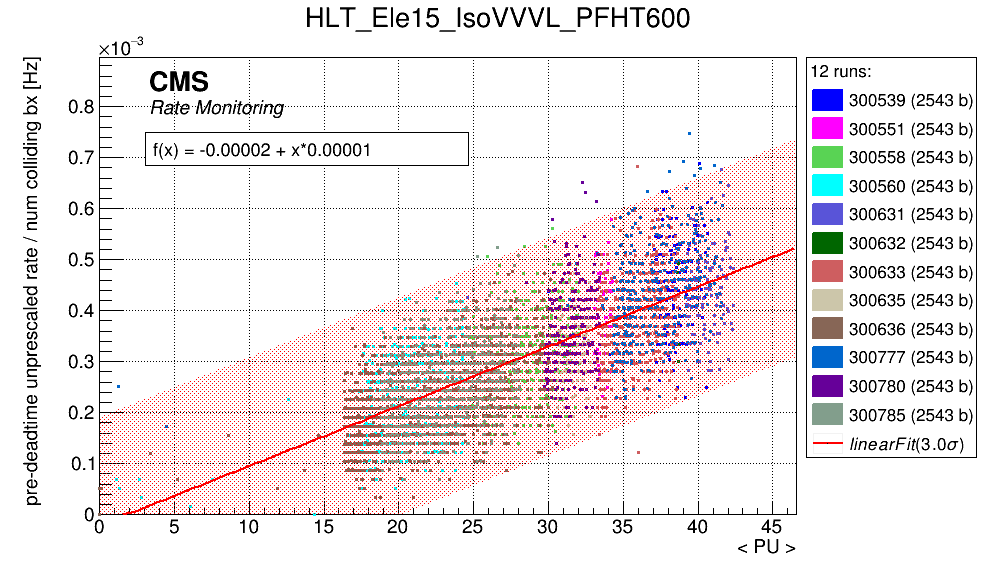 HLT_Ele15_IsoVVVL_PFHT600
×10⁻³
pre-deadtime unprescaled rate / num colliding bx [Hz]
CMS
Rate Monitoring
f(x) = -0.00002 + x*0.00001
0.8
0.7
0.6
0.5
0.4
0.3
0.2
0.1
0
0 5 10 15 20 25 30 35 40 45
< PU >
12 runs:
300539 (2543 b)
300551 (2543 b)
300558 (2543 b)
300560 (2543 b)
300631 (2543 b)
300632 (2543 b)
300633 (2543 b)
300635 (2543 b)
300636 (2543 b)
300777 (2543 b)
300780 (2543 b)
300785 (2543 b)
linearFit(3.0σ)